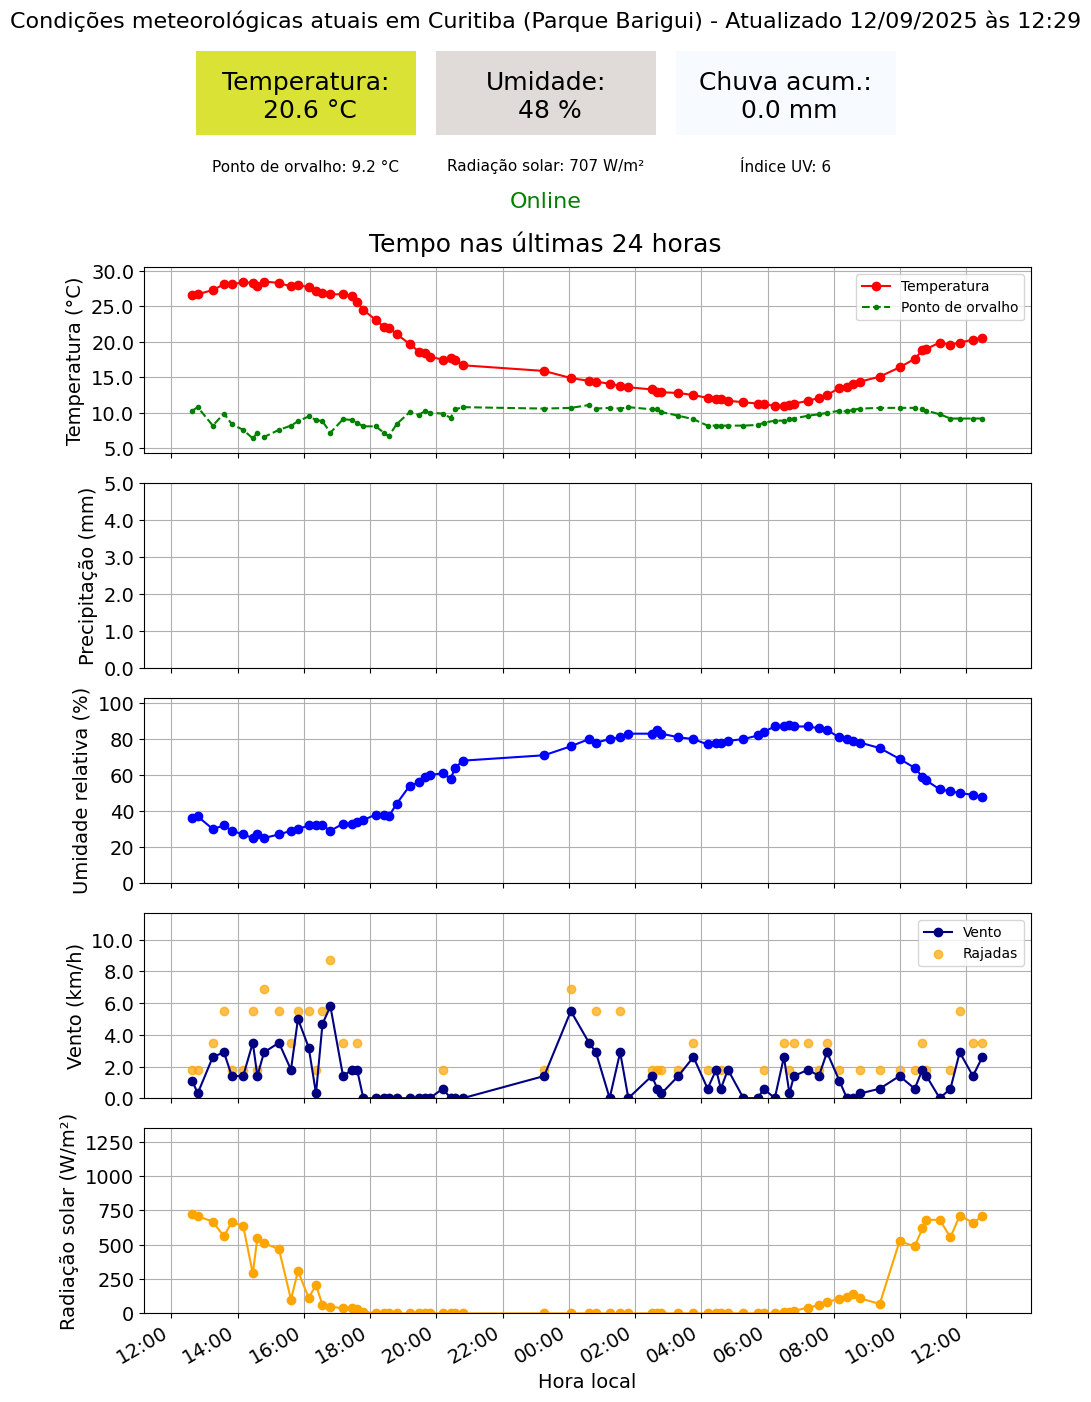 Condições meteorológicas atuais em Curitiba (Parque Barigui) - Atualizado 12/09/2025 às 12:29
Temperatura:
20.6 °C
Umidade:
48 %
Chuva acum.:
0.0 mm
Ponto de orvalho: 9.2 °C
Radiação solar: 707 W/m²
Índice UV: 6
Online
Tempo nas últimas 24 horas
Temperatura (°C)
30.0
25.0
20.0
15.0
10.0
5.0
Temperatura
Ponto de orvalho
Precipitação (mm)
5.0
4.0
3.0
2.0
1.0
0.0
Umidade relativa (%)
100
80
60
40
20
0
Vento (km/h)
10.0
8.0
6.0
4.0
2.0
0.0
Vento
Rajadas
Radiação solar (W/m²)
1250
1000
750
500
250
0
12:00
14:00
16:00
18:00
20:00
22:00
00:00
02:00
04:00
06:00
08:00
10:00
12:00
Hora local